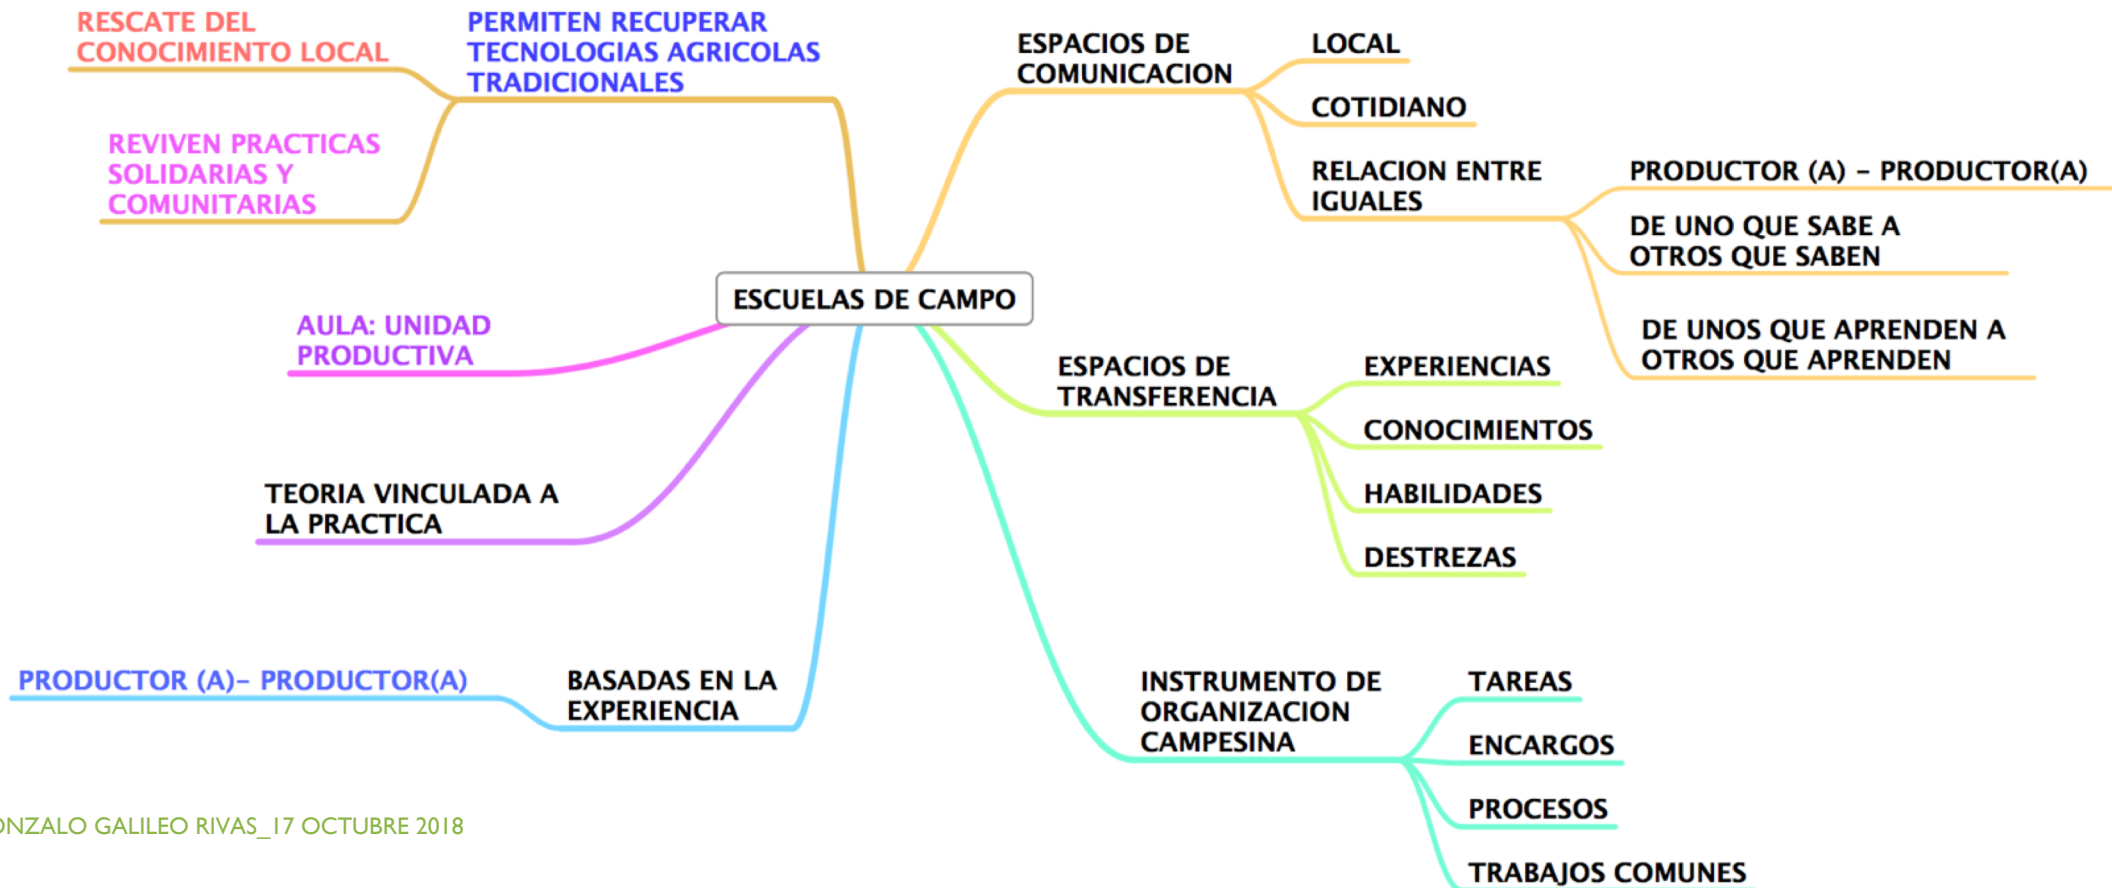 RESCATE DEL
CONOCIMIENTO LOCAL
PERMITEN RECUPERAR
TECNOLOGIAS AGRICOLAS
TRADICIONALES
REVIVEN PRACTICAS
SOLIDARIAS Y
COMUNITARIAS
ESPACIOS DE
COMUNICACION
LOCAL
COTIDIANO
RELACION ENTRE
IGUALES
PRODUCTOR (A) - PRODUCTOR(A)
DE UNO QUE SABE A
OTROS QUE SABEN
DE UNOS QUE APRENDEN A
OTROS QUE APRENDEN
ESCUELAS DE CAMPO
AULA: UNIDAD
PRODUCTIVA
ESPACIOS DE
TRANSFERENCIA
EXPERIENCIAS
CONOCIMIENTOS
HABILIDADES
DESTREZAS
TEORIA VINCULADA A
LA PRACTICA
PRODUCTOR (A)- PRODUCTOR(A)
BASADAS EN LA
EXPERIENCIA
INSTRUMENTO DE
ORGANIZACION
CAMPESINA
TAREAS
ENCARGOS
PROCESOS
TRABAJOS COMUNES
ONZALO GALILEO RIVAS_17 OCTUBRE 2018